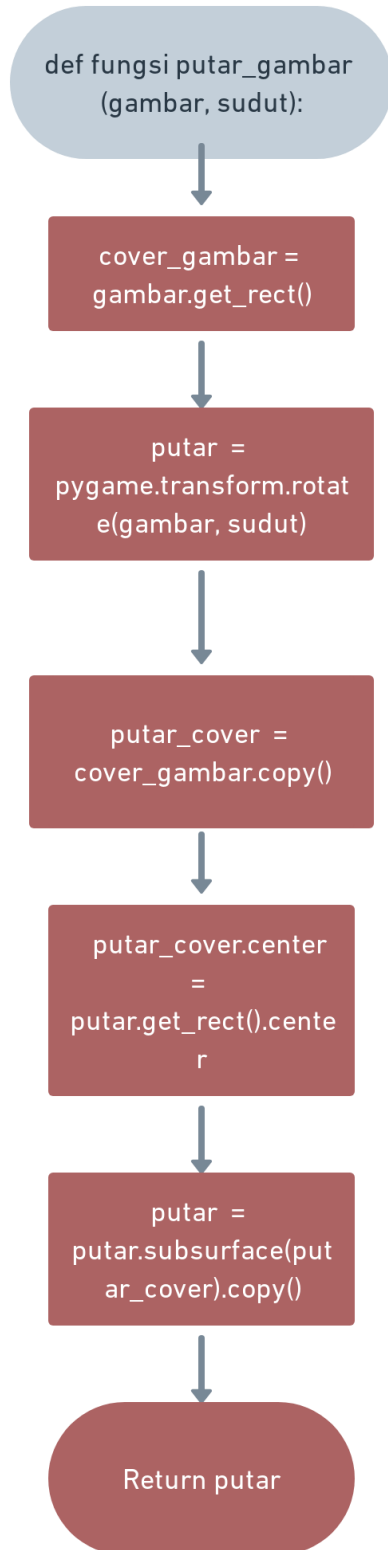 def fungsi putar_gambar
(gambar, sudut):
cover_gambar =
gambar.get_rect()
putar =
pygame.transform.rotat
e(gambar, sudut)
putar_cover =
cover_gambar.copy()
putar_cover.center
=
putar.get_rect().cente
r
putar =
putar.subsurface(put
ar_cover).copy()
Return putar